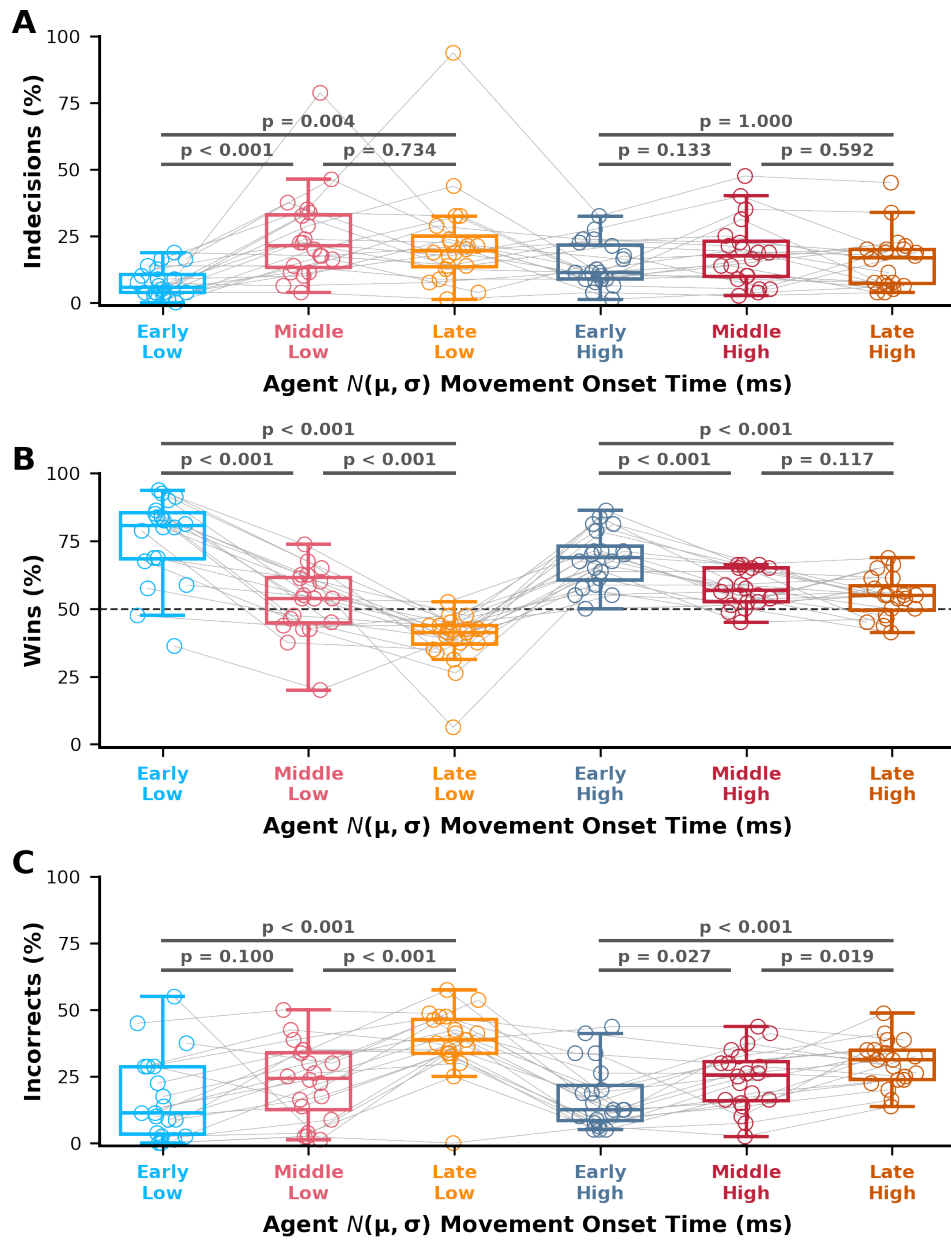 A
100
75
50
25
0
Indecisions (%)
p = 0.004
p < 0.001
p = 0.734
p = 1.000
p = 0.133
p = 0.592
Early Low
Middle Low
Late Low
Early High
Middle High
Late High
Agent N(μ, σ) Movement Onset Time (ms)
B
100
75
50
25
0
Wins (%)
p < 0.001
p < 0.001
p < 0.001
p < 0.001
p < 0.001
p = 0.117
Early Low
Middle Low
Late Low
Early High
Middle High
Late High
Agent N(μ, σ) Movement Onset Time (ms)
C
100
75
50
25
0
Incorrects (%)
p < 0.001
p = 0.100
p < 0.001
p < 0.001
p = 0.027
p = 0.019
Early Low
Middle Low
Late Low
Early High
Middle High
Late High
Agent N(μ, σ) Movement Onset Time (ms)